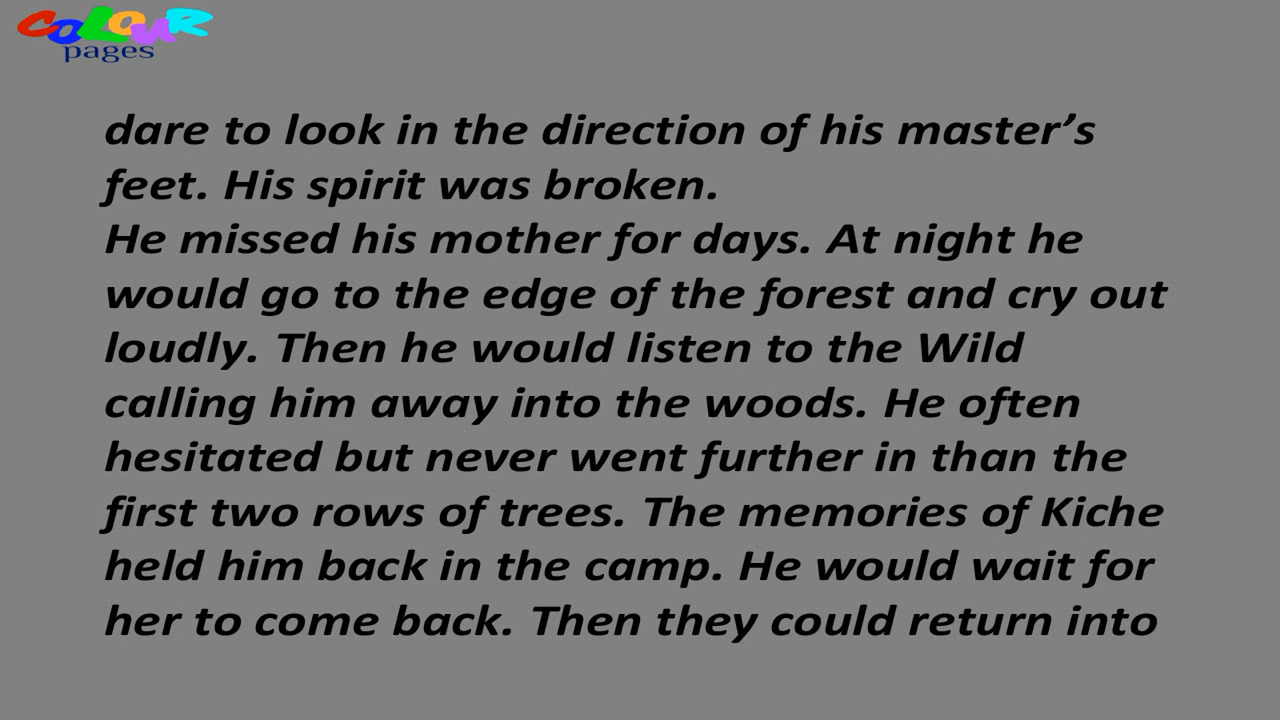 COLOUR
pages
dare to look in the direction of his master’s
feet. His spirit was broken.
He missed his mother for days. At night he
would go to the edge of the forest and cry out
loudly. Then he would listen to the Wild
calling him away into the woods. He often
hesitated but never went further in than the
first two rows of trees. The memories of Kiche
held him back in the camp. He would wait for
her to come back. Then they could return into